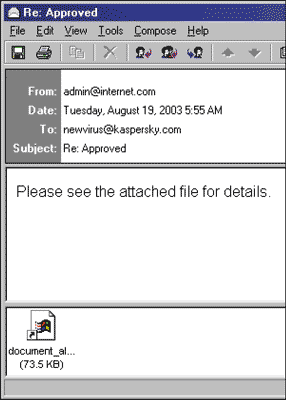 Re: Approved
File Edit View Tools Compose Help
From: admin@internet.com
Date: Tuesday, August 19, 2003 5:55 AM
To: newvirus@kaspersky.com
Subject: Re: Approved
Please see the attached file for details.
document_al...
(73.5 KB)